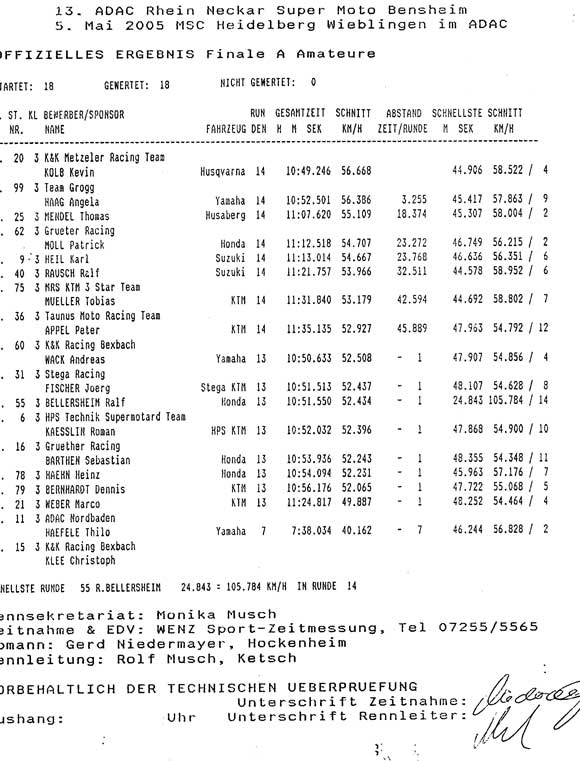 13. ADAC Rhein Neckar Super Moto Bensheim
5. Mai 2005 MSC Heidelberg Wieblingen im ADAC
OFFIZIELLES ERGEBNIS Finale A Amateure
TARTET: 18 GEWERTET: 18 NICHT GEWERTET: 0
RUN GESAMTZEIT SCHNITT ABSTAND SCHNELLSTE SCHNITT
. ST. KL BEWERBER/SPONSOR
NR. NAME FAHRZEUG DEN H M SEK KM/H ZEIT/RUNDE M SEK KM/H
. 20 3 K&K Metzeler Racing Team
KOLB Kevin Husqvarna 14 10:49.246 56.668 44.906 58.522 / 4
. 99 3 Team Grogg
HAAG Angela Yamaha 14 10:52.501 56.386 3.255 45.417 57.863 / 9
. 25 3 MENDEL Thomas Husaberg 14 11:07.620 55.109 18.374 45.307 58.004 / 2
. 62 3 Grueter Racing
MOLL Patrick Honda 14 11:12.518 54.707 23.272 46.749 56.215 / 2
. 9 3 HEIL Karl Suzuki 14 11:13.014 54.667 23.768 46.636 56.351 / 6
. 40 3 RAUSCH Ralf Suzuki 14 11:21.757 53.966 32.511 44.578 58.952 / 6
. 75 3 MRS KTM 3 Star Team
MUELLER Tobias KTM 14 11:31.840 53.179 42.594 44.692 58.802 / 7
. 36 3 Taunus Moto Racing Team
APPEL Peter KTM 14 11:35.135 52.927 45.889 47.963 54.792 / 12
. 60 3 K&K Racing Bexbach
WACK Andreas Yamaha 13 10:50.633 52.508 - 1 47.907 54.856 / 4
. 31 3 Stega Racing
FISCHER Joerg Stega KTM 13 10:51.513 52.437 - 1 48.107 54.628 / 8
. 55 3 BELLERSHEIM Ralf Honda 13 10:51.550 52.434 - 1 24.843 105.784 / 14
. 6 3 HPS Technik Supermotard Team
KAESSLIN Roman HPS KTM 13 10:52.032 52.396 - 1 47.868 54.900 / 10
. 16 3 Gruether Racing
BARTHEN Sebastian Honda 13 10:53.936 52.243 - 1 48.355 54.348 / 11
. 78 3 HAEHN Heinz Honda 13 10:54.094 52.231 - 1 45.963 57.176 / 7
. 79 3 BERNHARDT Dennis KTM 13 10:56.176 52.065 - 1 47.722 55.068 / 5
. 21 3 WEBER Marco KTM 13 11:24.817 49.887 - 1 48.252 54.464 / 4
. 11 3 ADAC Nordbaden
HAEFELE Thilo Yamaha 7 7:38.034 40.162 - 7 46.244 56.828 / 2
. 15 3 K&K Racing Bexbach
KLEE Christoph
NELLSTE RUNDE 55 R.BELLERSHEIM 24.843 = 105.784 KM/H IN RUNDE 14
ennsekretariat: Monika Musch
eitnahme & EDV: WENZ Sport-Zeitmessung, Tel 07255/5565
bmann: Gerd Niedermayer, Hockenheim
ennleitung: Rolf Musch, Ketsch
ORBEHALTLICH DER TECHNISCHEN UEBERPRUEFUNG
Unterschrift Zeitnahme:
ushang: Uhr Unterschrift Rennleiter: